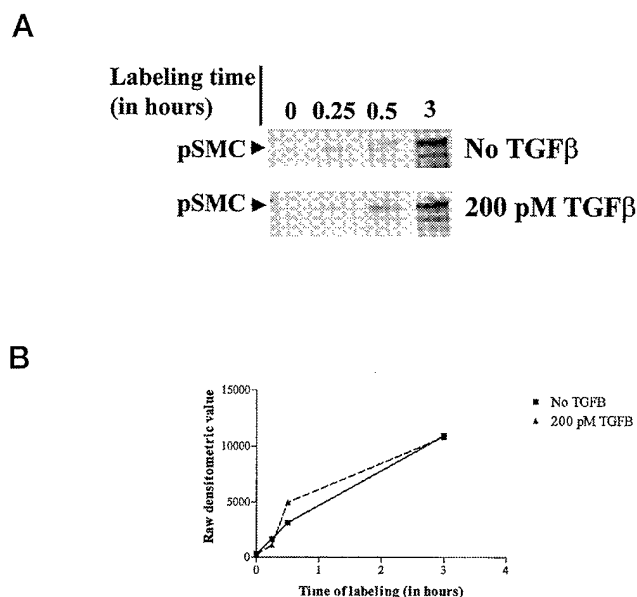 A
Labeling time
(in hours)
0 0.25 0.5 3
pSMC No TGFβ
pSMC 200 pM TGFβ
B
15000
10000
5000
0
Raw densitometric value
0 1 2 3 4
Time of labeling (in hours)
No TGFB
200 pM TGFB